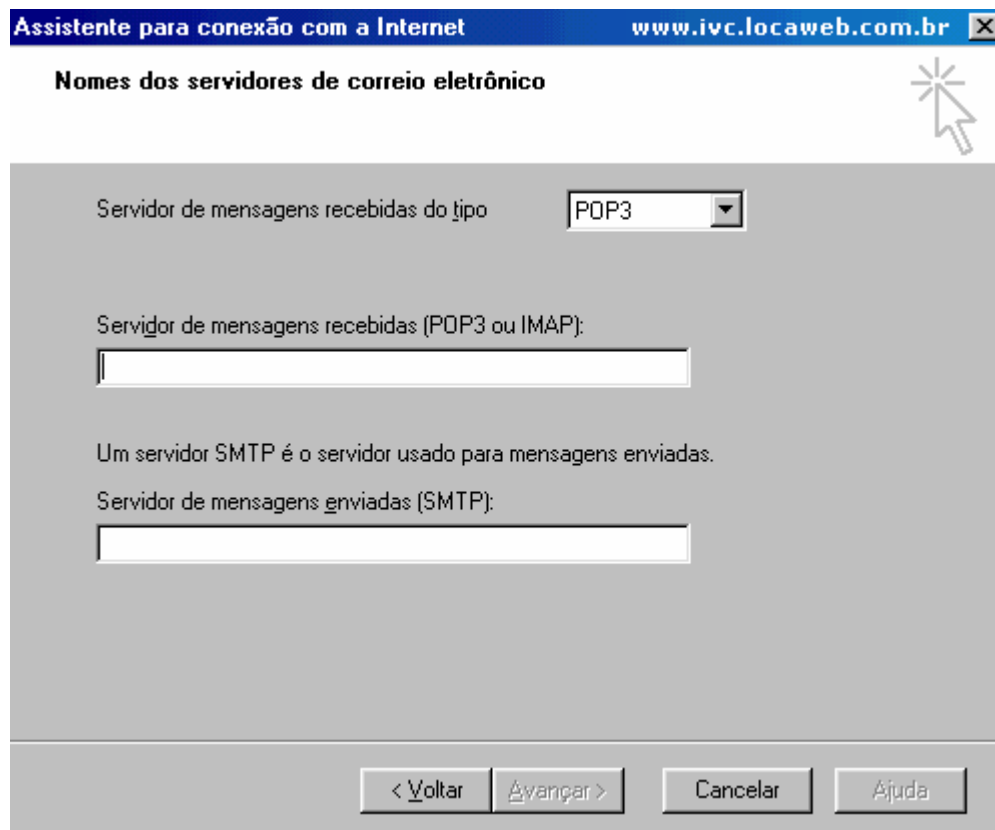 Assistente para conexão com a Internet www.ivc.locaweb.com.br
Nomes dos servidores de correio eletrônico
Servidor de mensagens recebidas do tipo POP3
Servidor de mensagens recebidas (POP3 ou IMAP):
Um servidor SMTP é o servidor usado para mensagens enviadas.
Servidor de mensagens enviadas (SMTP):
< Voltar Avançar > Cancelar Ajuda